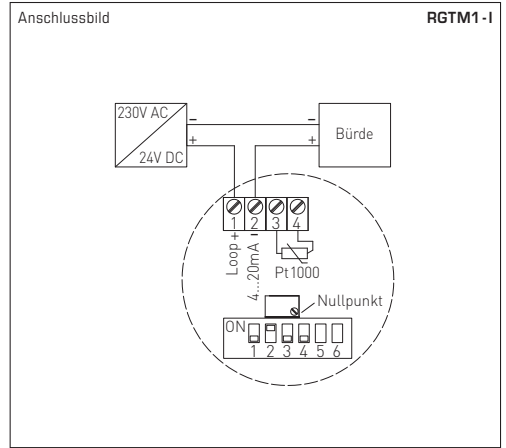 Anschlussbild RGTM1-I
230V AC
24V DC
– –
+ +
Bürde
1 2 3 4
Loop +
4...20mA –
Pt1000
Nullpunkt
ON
1 2 3 4 5 6